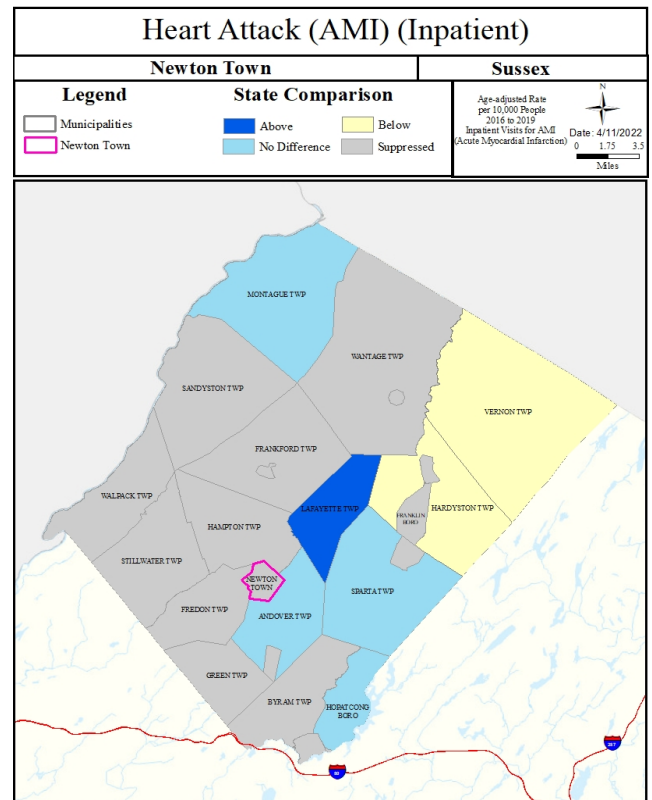 Heart Attack (AMI) (Inpatient)
Newton Town
Sussex
Legend
Municipalities
Newton Town
State Comparison
Above
Below
No Difference
Suppressed
Age-adjusted Rate
per 10,000 People
2016 to 2019
Inpatient Visits for AMI
(Acute Myocardial Infarction)
N
Date: 4/11/2022
0 1.75 3.5
Miles
MONTAGUE TWP
WANTAGE TWP
SANDYSTON TWP
VERNON TWP
FRANKFORD TWP
WALPACK TWP
LAFAYETTE TWP
HARDYSTON TWP
FRANKLIN
BORO
HAMPTON TWP
STILLWATER TWP
NEWTON
TOWN
SPARTA TWP
FREDON TWP
ANDOVER TWP
GREEN TWP
BYRAM TWP
HOPATCONG
BORO
80
287